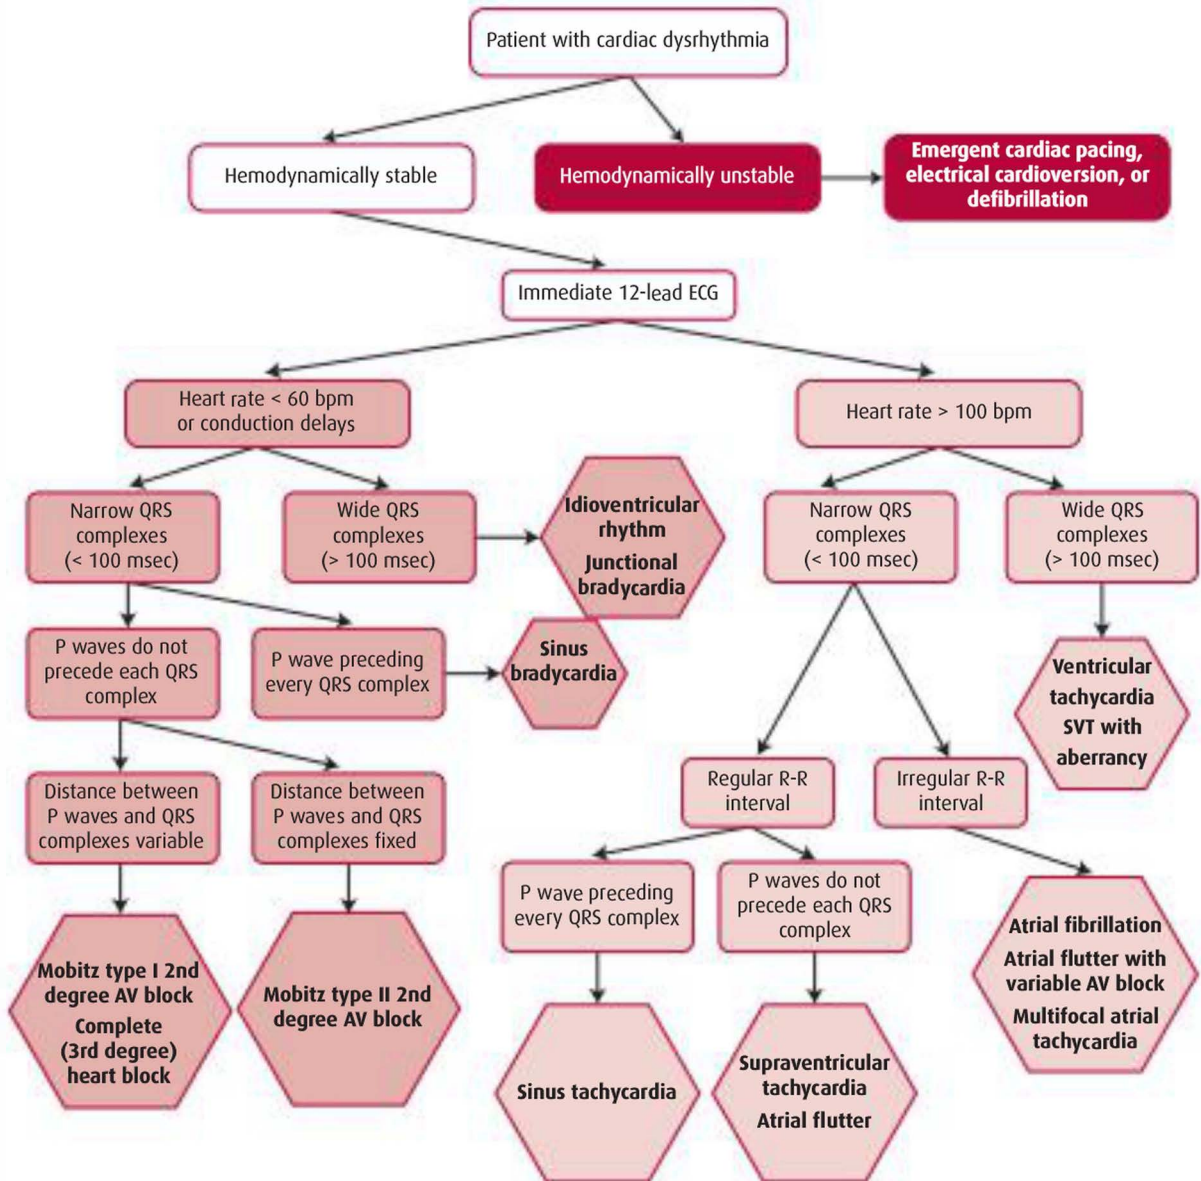 Patient with cardiac dysrhythmia
Hemodynamically stable
Hemodynamically unstable
Emergent cardiac pacing,
electrical cardioversion, or
defibrillation
Immediate 12-lead ECG
Heart rate < 60 bpm
or conduction delays
Heart rate > 100 bpm
Narrow QRS
complexes
(< 100 msec)
Wide QRS
complexes
(> 100 msec)
Idioventricular
rhythm
Junctional
bradycardia
Narrow QRS
complexes
(< 100 msec)
Wide QRS
complexes
(> 100 msec)
P waves do not
precede each QRS
complex
P wave preceding
every QRS complex
Sinus
bradycardia
Ventricular
tachycardia
SVT with
aberrancy
Distance between
P waves and QRS
complexes variable
Distance between
P waves and QRS
complexes fixed
Regular R-R
interval
Irregular R-R
interval
P wave preceding
every QRS complex
P waves do not
precede each QRS
complex
Mobitz type I 2nd
degree AV block
Complete
(3rd degree)
heart block
Mobitz type II 2nd
degree AV block
Sinus tachycardia
Supraventricular
tachycardia
Atrial flutter
Atrial fibrillation
Atrial flutter with
variable AV block
Multifocal atrial
tachycardia